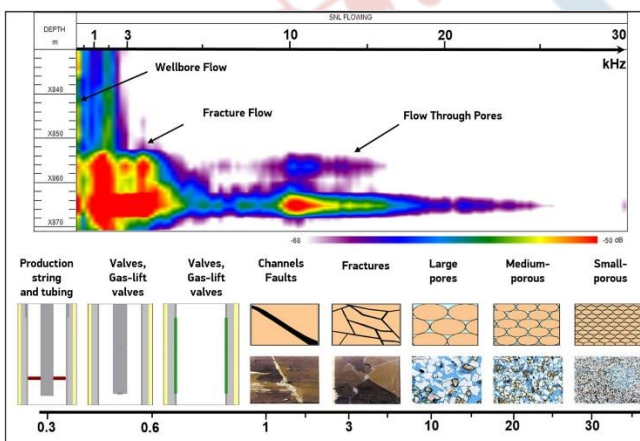 SNL FLOWING
DEPTH
m
1 3 10 20 30
kHz
X840
X850
X860
X870
Wellbore Flow
Fracture Flow
Flow Through Pores
-68 -50 dB
Production string and tubing
Valves, Gas-lift valves
Valves, Gas-lift valves
Channels Faults
Fractures
Large pores
Medium-porous
Small-porous
0.3 0.6 1 3 10 20 30